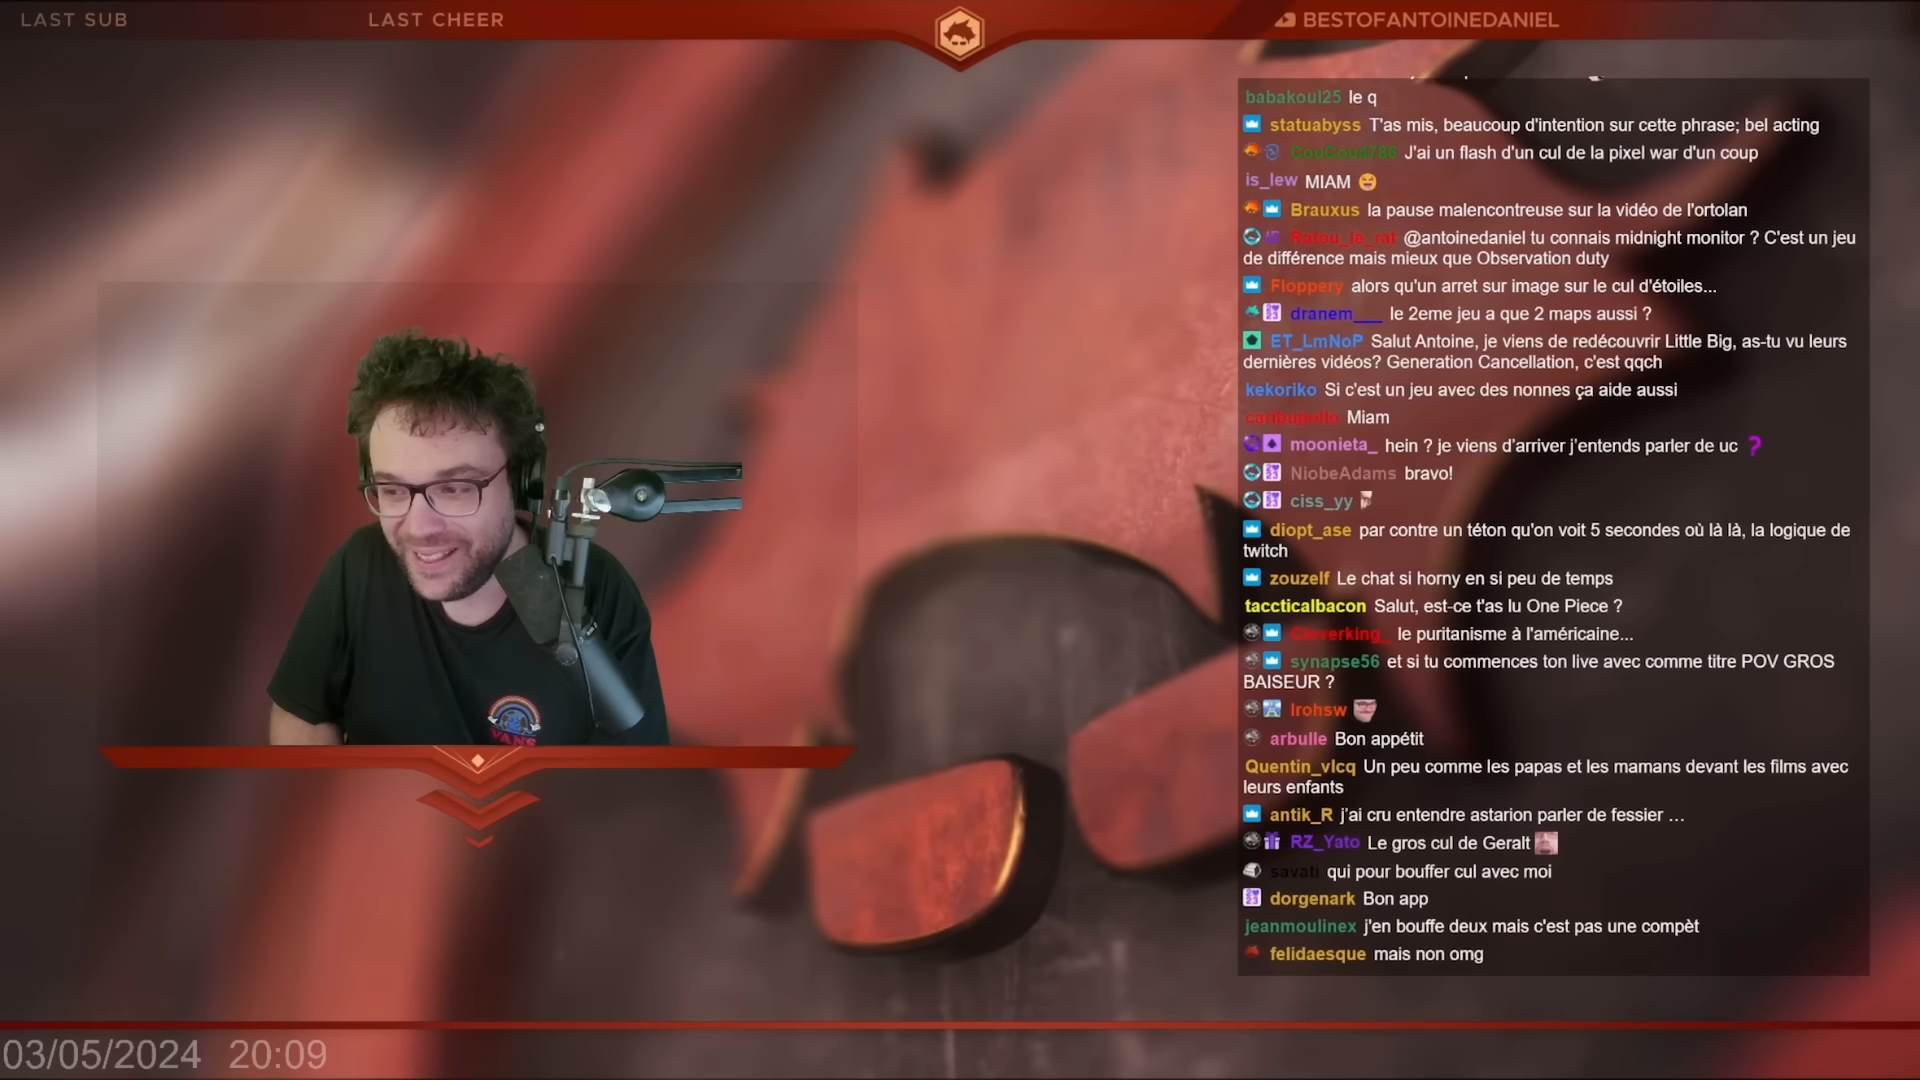 LAST SUB
LAST CHEER
BESTOFANTOINEDANIEL
babakoul25 le q
statuabyss T'as mis, beaucoup d'intention sur cette phrase; bel acting
CouCou4786 J'ai un flash d'un cul de la pixel war d'un coup
is_lew MIAM 😆
Brauxus la pause malencontreuse sur la vidéo de l'ortolan
Ratou_le_rat @antoinedaniel tu connais midnight monitor ? C'est un jeu
de différence mais mieux que Observation duty
Floppery alors qu'un arret sur image sur le cul d'étoiles...
dranem___ le 2eme jeu a que 2 maps aussi ?
ET_LmNoP Salut Antoine, je viens de redécouvrir Little Big, as-tu vu leurs
dernières vidéos? Generation Cancellation, c'est qqch
kekoriko Si c'est un jeu avec des nonnes ça aide aussi
Miam
moonieta_ hein ? je viens d'arriver j'entends parler de uc ?
NiobeAdams bravo!
ciss_yy
diopt_ase par contre un téton qu'on voit 5 secondes où là là, la logique de
twitch
zouzelf Le chat si horny en si peu de temps
taccticalbacon Salut, est-ce t'as lu One Piece ?
Cloverking_ le puritanisme à l'américaine...
synapse56 et si tu commences ton live avec comme titre POV GROS
BAISEUR ?
Irohsw
arbulle Bon appétit
Quentin_vlcq Un peu comme les papas et les mamans devant les films avec
leurs enfants
antik_R j'ai cru entendre astarion parler de fessier …
RZ_Yato Le gros cul de Geralt
savati qui pour bouffer cul avec moi
dorgenark Bon app
jeanmoulinex j'en bouffe deux mais c'est pas une compèt
felidaesque mais non omg
VANS
03/05/2024 20:09